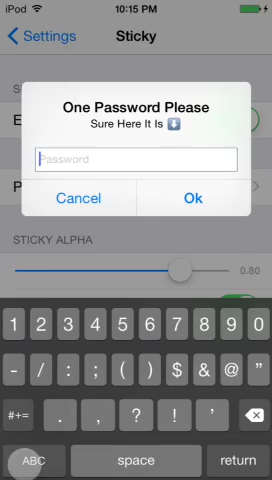 iPod 10:15 PM
Settings Sticky
S
One Password Please
Sure Here It Is ⬇️
E
Password
P
Cancel Ok
STICKY ALPHA
0.80
1 2 3 4 5 6 7 8 9 0
- / : ; ( ) $ & @ "
#+= . , ? ! '
ABC space return